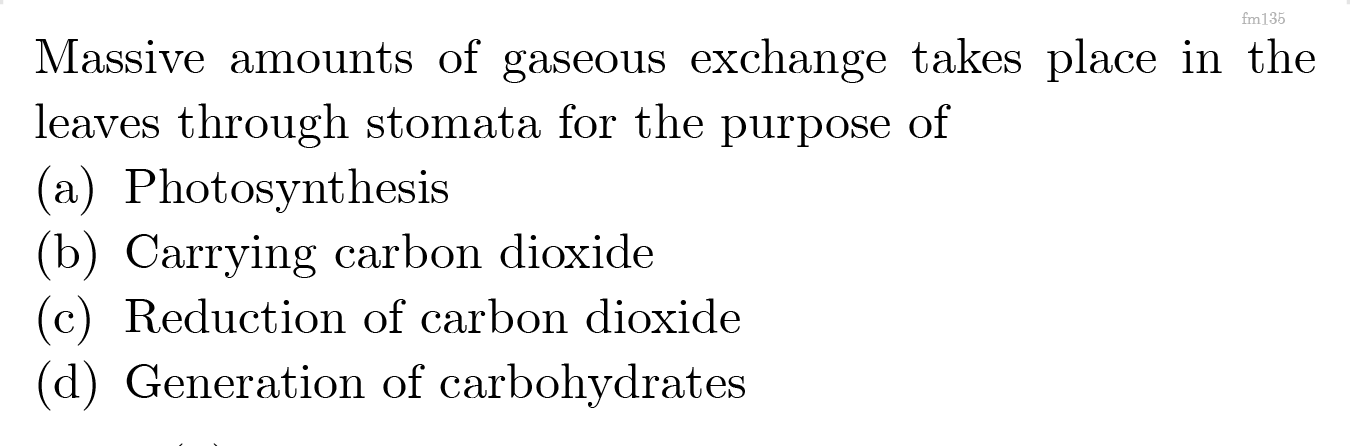 fm135
Massive amounts of gaseous exchange takes place in the
leaves through stomata for the purpose of
(a) Photosynthesis
(b) Carrying carbon dioxide
(c) Reduction of carbon dioxide
(d) Generation of carbohydrates